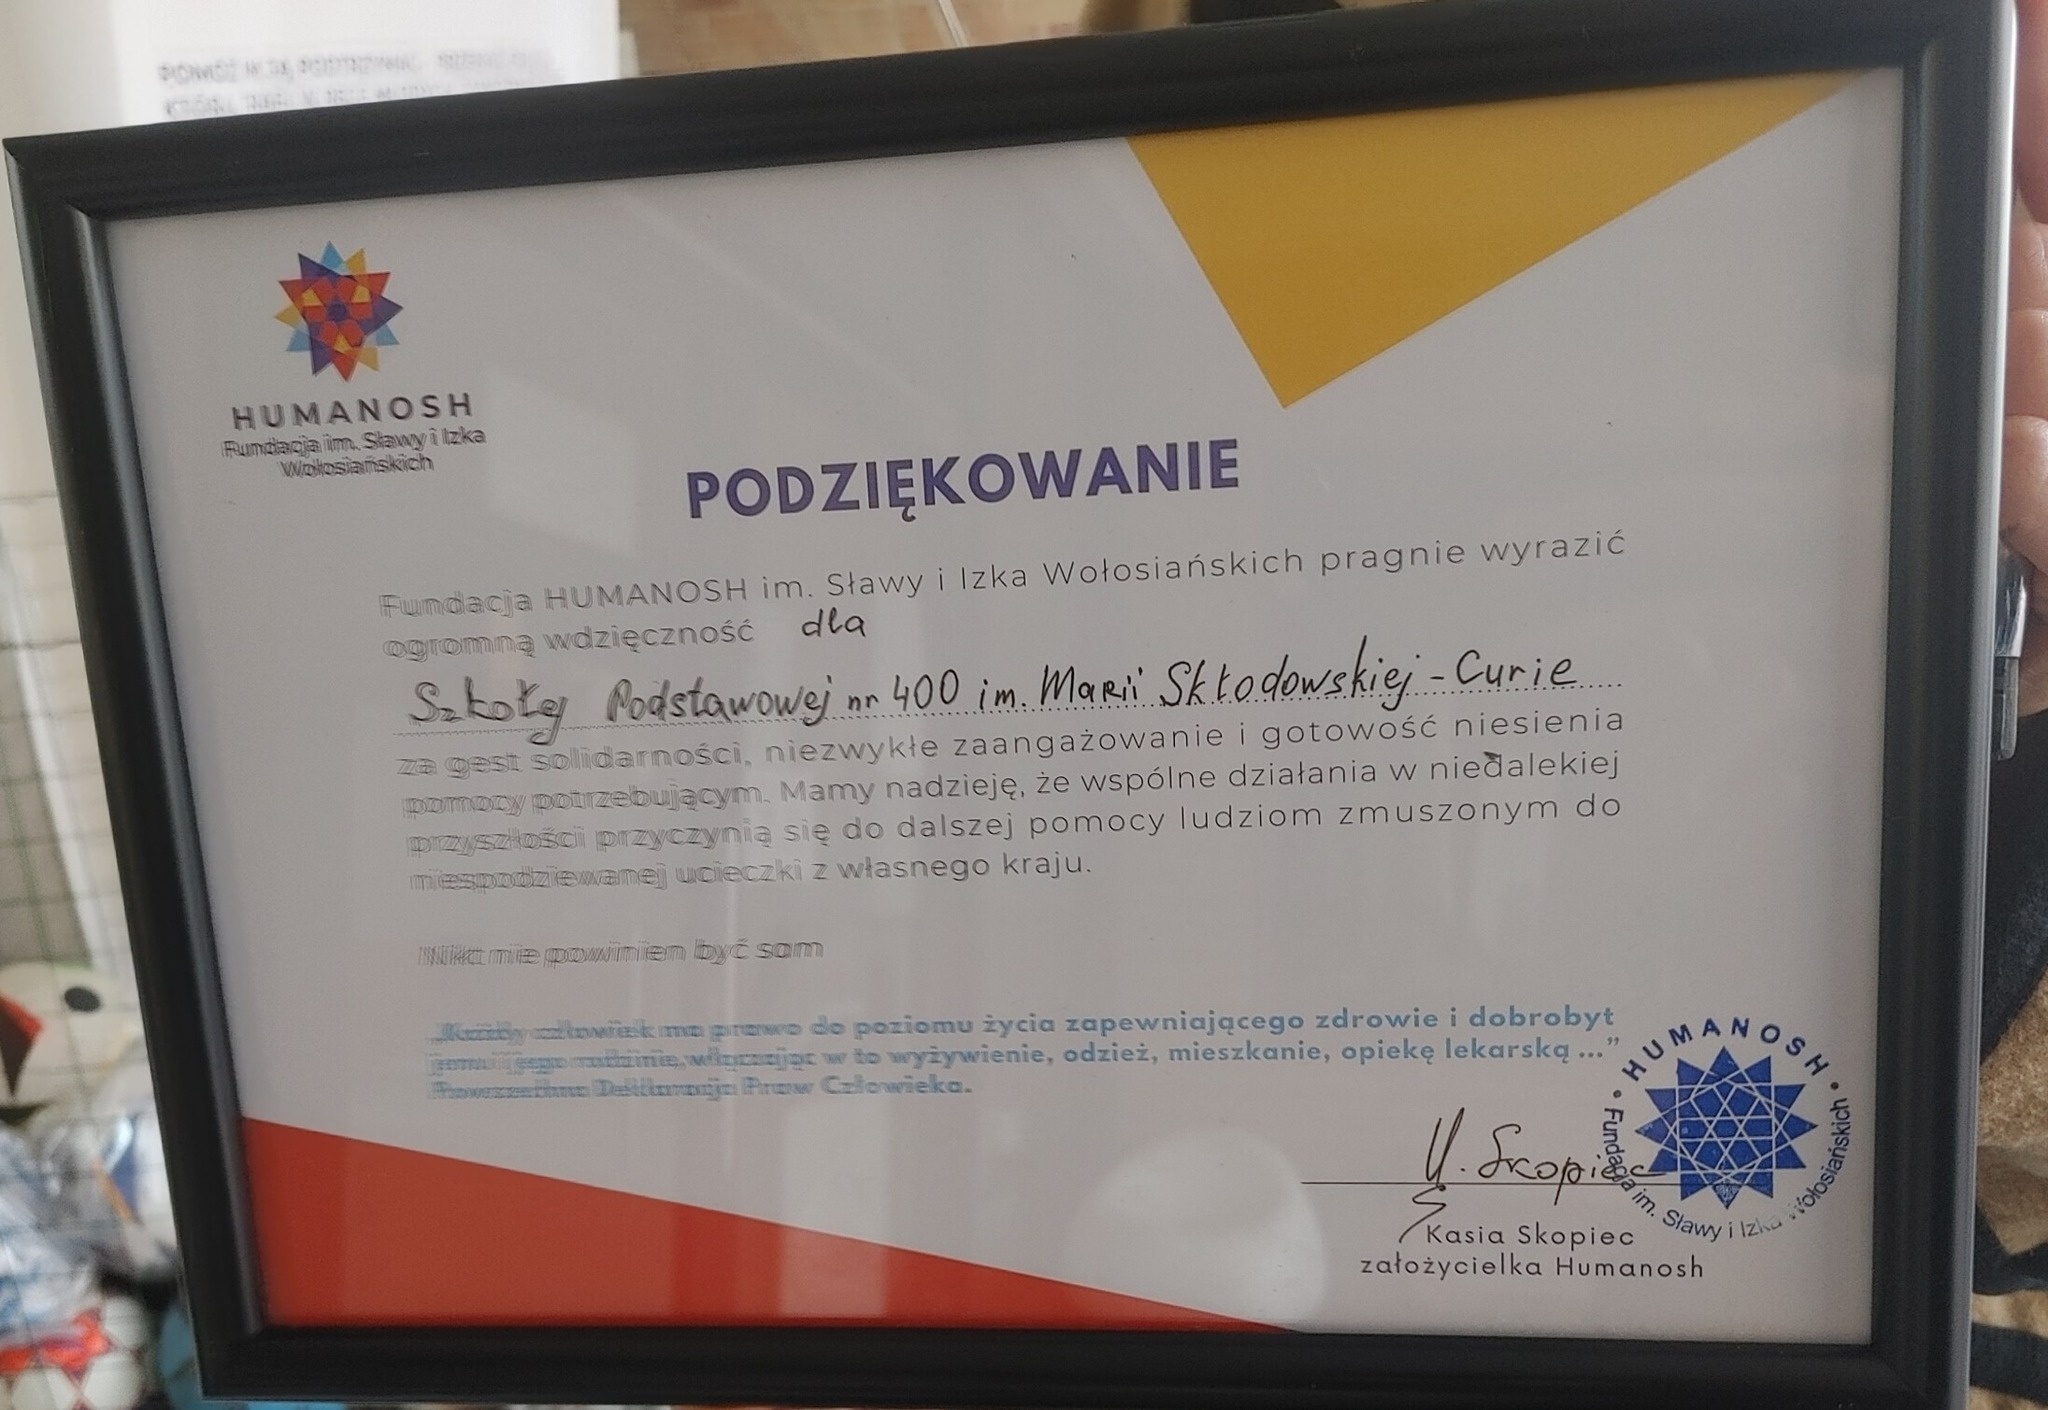 HUMANOSH
Fundacja im. Sławy i Izka
Wołosiańskich
PODZIĘKOWANIE
Fundacja HUMANOSH im. Sławy i Izka Wołosiańskich pragnie wyrazić
ogromną wdzięczność dla
Szkoły Podstawowej nr 400 im. Marii Skłodowskiej - Curie
za gest solidarności, niezwykłe zaangażowanie i gotowość niesienia
pomocy potrzebującym. Mamy nadzieję, że wspólne działania w niedalekiej
przyszłości przyczynią się do dalszej pomocy ludziom zmuszonym do
niespodziewanej ucieczki z własnego kraju.
Nikt nie powinien być sam
„Każdy człowiek ma prawo do poziomu życia zapewniającego zdrowie i dobrobyt
jemu i jego rodzinie, włączając w to wyżywienie, odzież, mieszkanie, opiekę lekarską ...”
Powszechna Deklaracja Praw Człowieka.
K. Skopiec
Kasia Skopiec
założycielka Humanosh
• HUMANOSH •
Fundacja im. Sławy i Izka Wołosiańskich